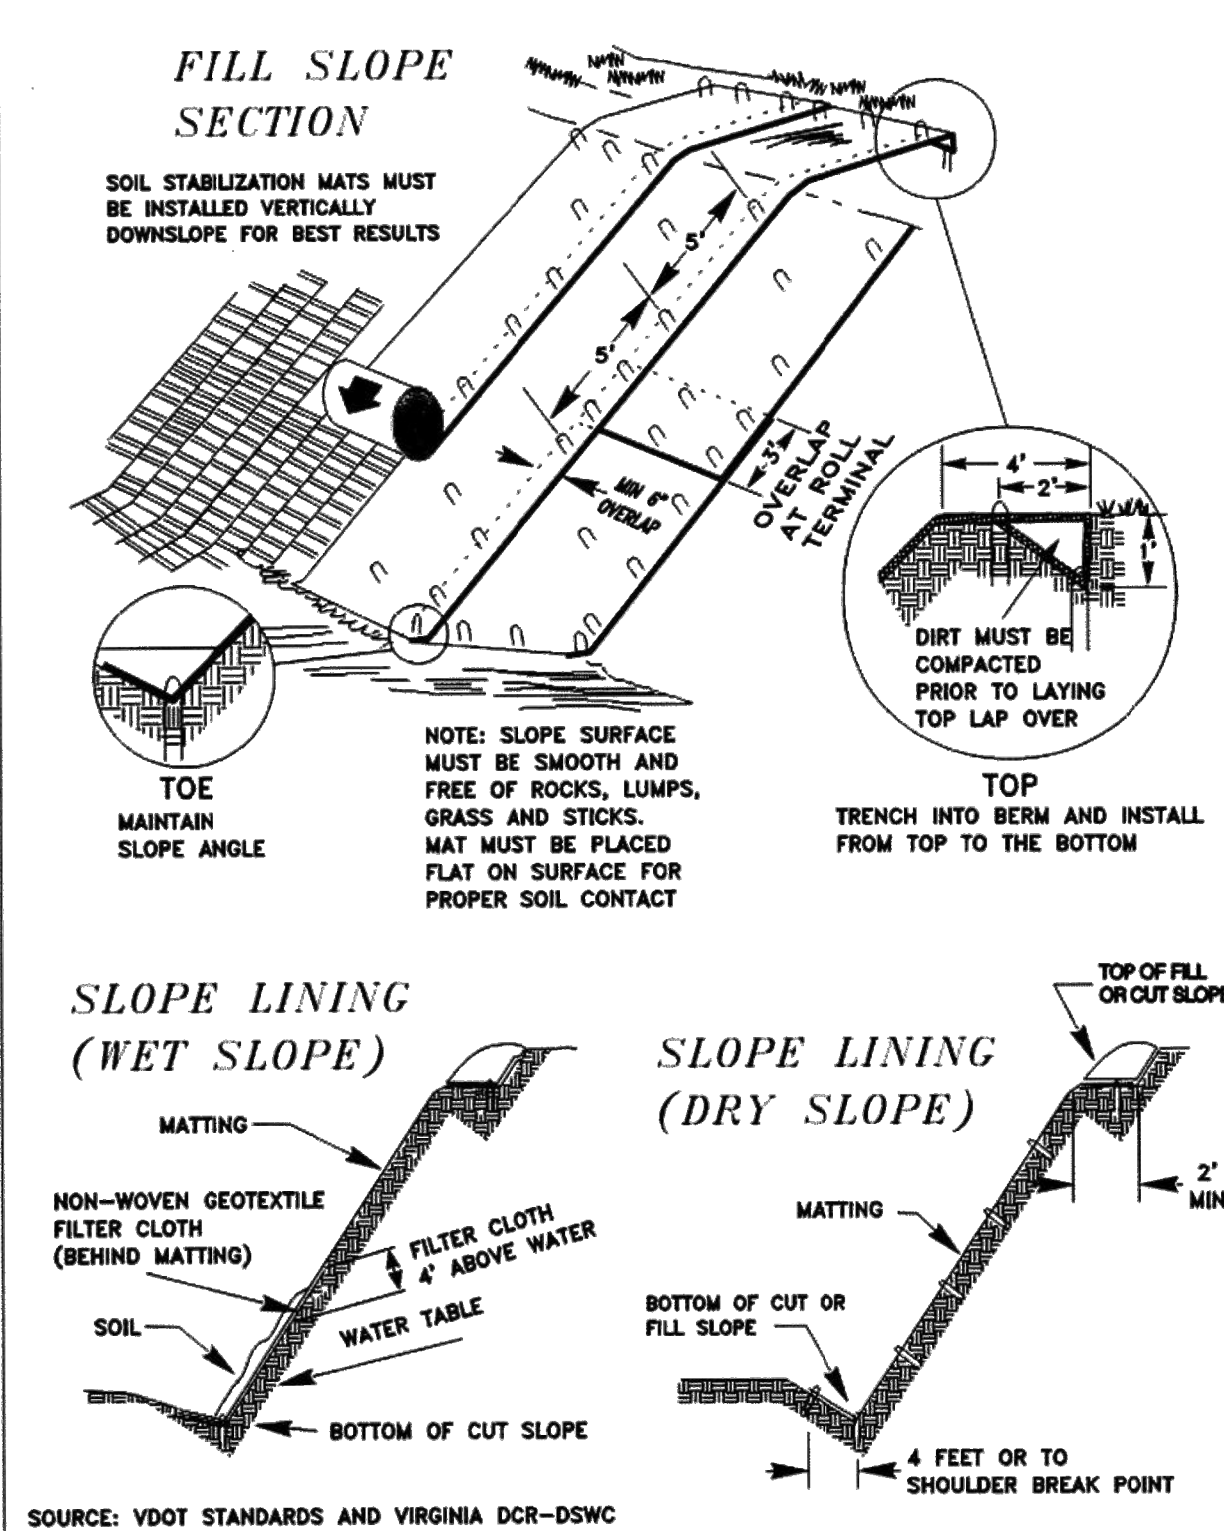 FILL SLOPE
SECTION
SOIL STABILIZATION MATS MUST
BE INSTALLED VERTICALLY
DOWNSLOPE FOR BEST RESULTS
5'
5'
MIN 6"
OVERLAP
3'
OVERLAP
AT ROLL
TERMINAL
4'
2'
1'
DIRT MUST BE
COMPACTED
PRIOR TO LAYING
TOP LAP OVER
TOP
TRENCH INTO BERM AND INSTALL
FROM TOP TO THE BOTTOM
TOE
MAINTAIN
SLOPE ANGLE
NOTE: SLOPE SURFACE
MUST BE SMOOTH AND
FREE OF ROCKS, LUMPS,
GRASS AND STICKS.
MAT MUST BE PLACED
FLAT ON SURFACE FOR
PROPER SOIL CONTACT
SLOPE LINING
(WET SLOPE)
MATTING
NON-WOVEN GEOTEXTILE
FILTER CLOTH
(BEHIND MATTING)
FILTER CLOTH
4' ABOVE WATER
WATER TABLE
SOIL
BOTTOM OF CUT SLOPE
SLOPE LINING
(DRY SLOPE)
TOP OF FILL
OR CUT SLOPE
2'
MIN
MATTING
BOTTOM OF CUT OR
FILL SLOPE
4 FEET OR TO
SHOULDER BREAK POINT
SOURCE: VDOT STANDARDS AND VIRGINIA DCR-DSWC